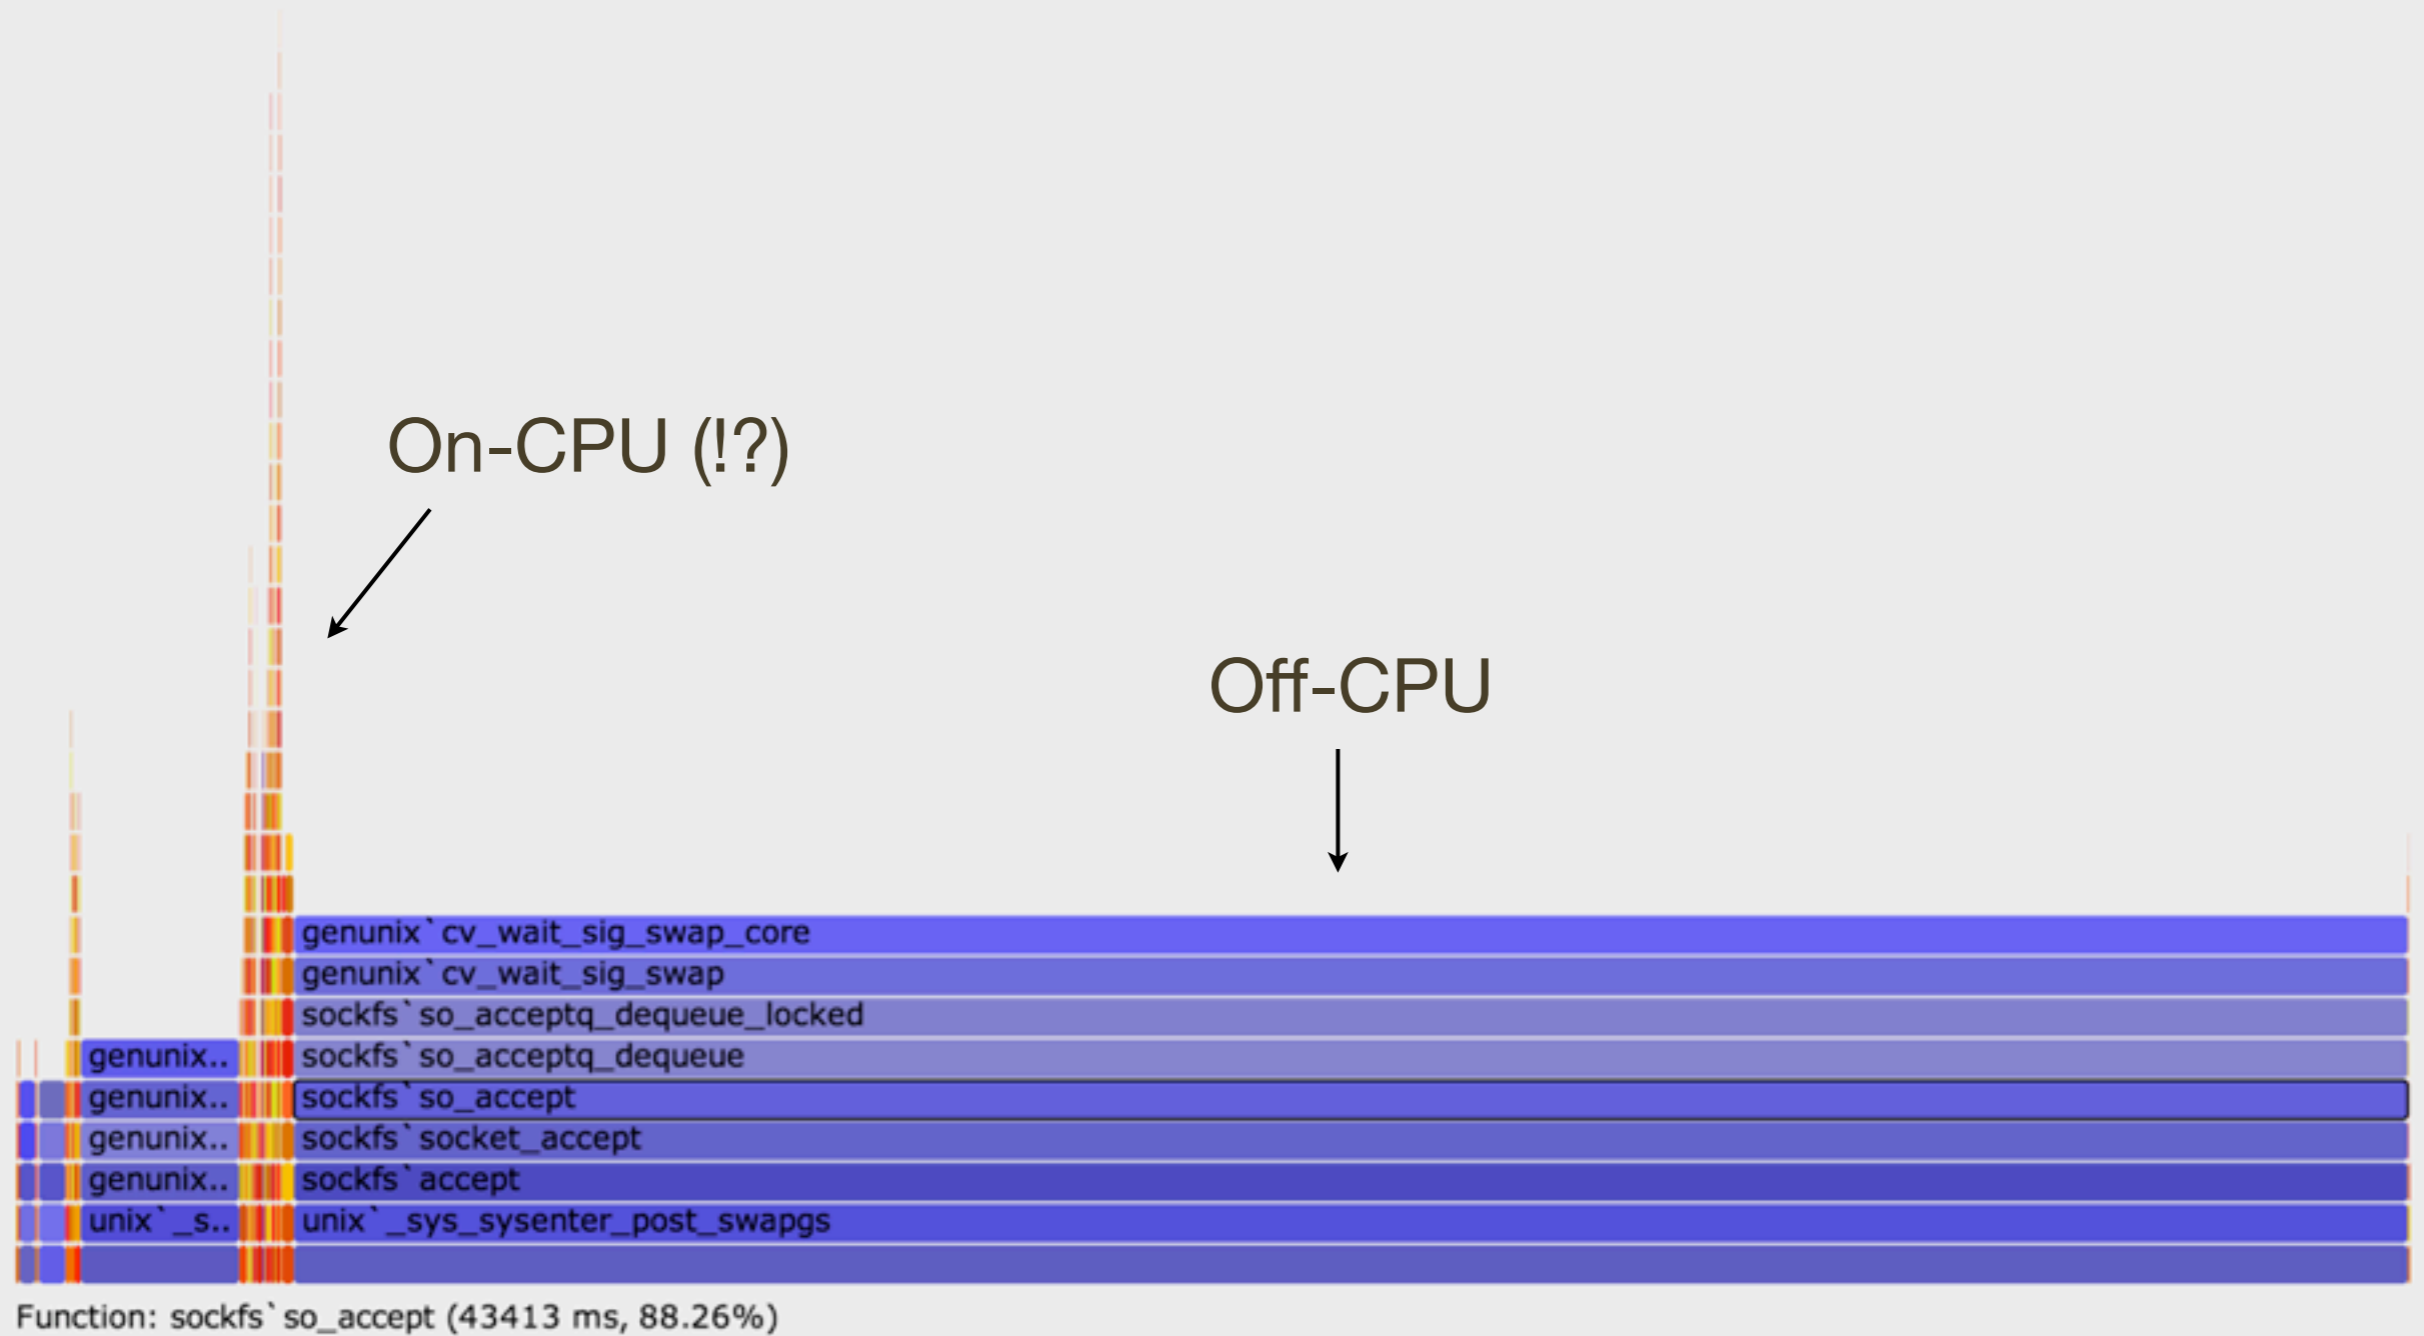 On-CPU (!?)
Off-CPU
genunix`cv_wait_sig_swap_core
genunix`cv_wait_sig_swap
sockfs`so_acceptq_dequeue_locked
genunix.. sockfs`so_acceptq_dequeue
genunix.. sockfs`so_accept
genunix.. sockfs`socket_accept
genunix.. sockfs`accept
unix`_s.. unix`_sys_sysenter_post_swapgs
Function: sockfs`so_accept (43413 ms, 88.26%)